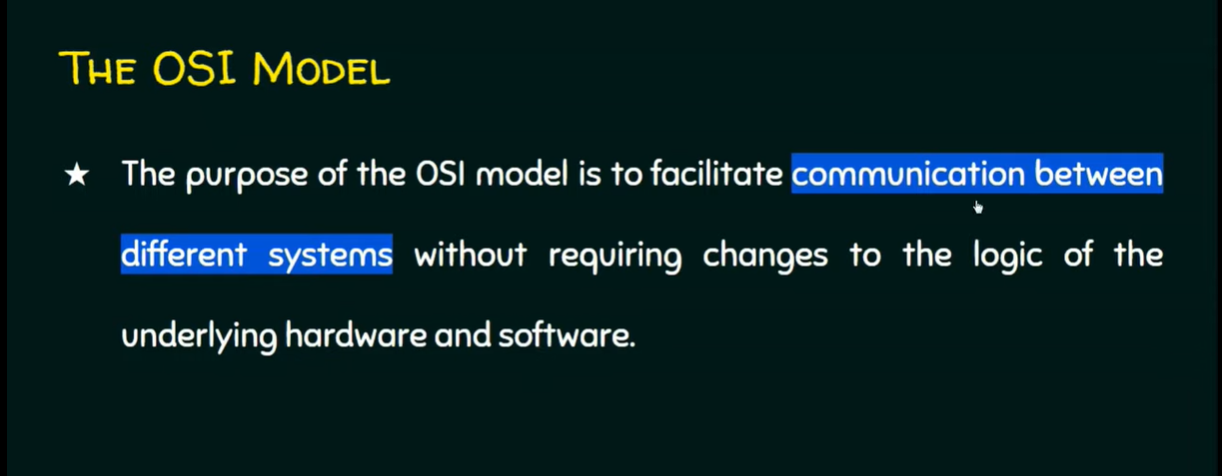 THE OSI MODEL
★ The purpose of the OSI model is to facilitate communication between
different systems without requiring changes to the logic of the
underlying hardware and software.